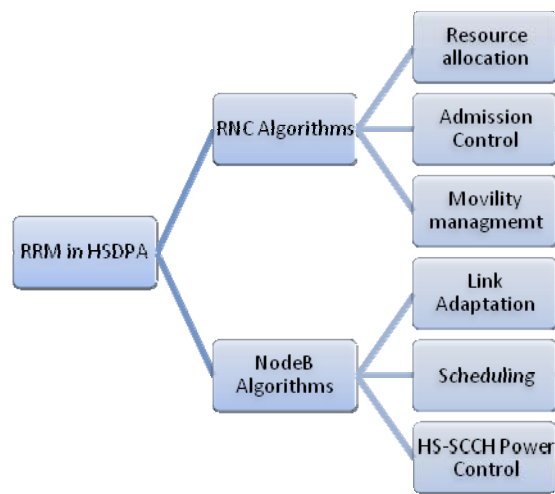 Resource
allocation
RNC Algorithms
Admission
Control
Movility
managmemt
RRM in HSDPA
Link
Adaptation
NodeB
Algorithms
Scheduling
HS-SCCH Power
Control